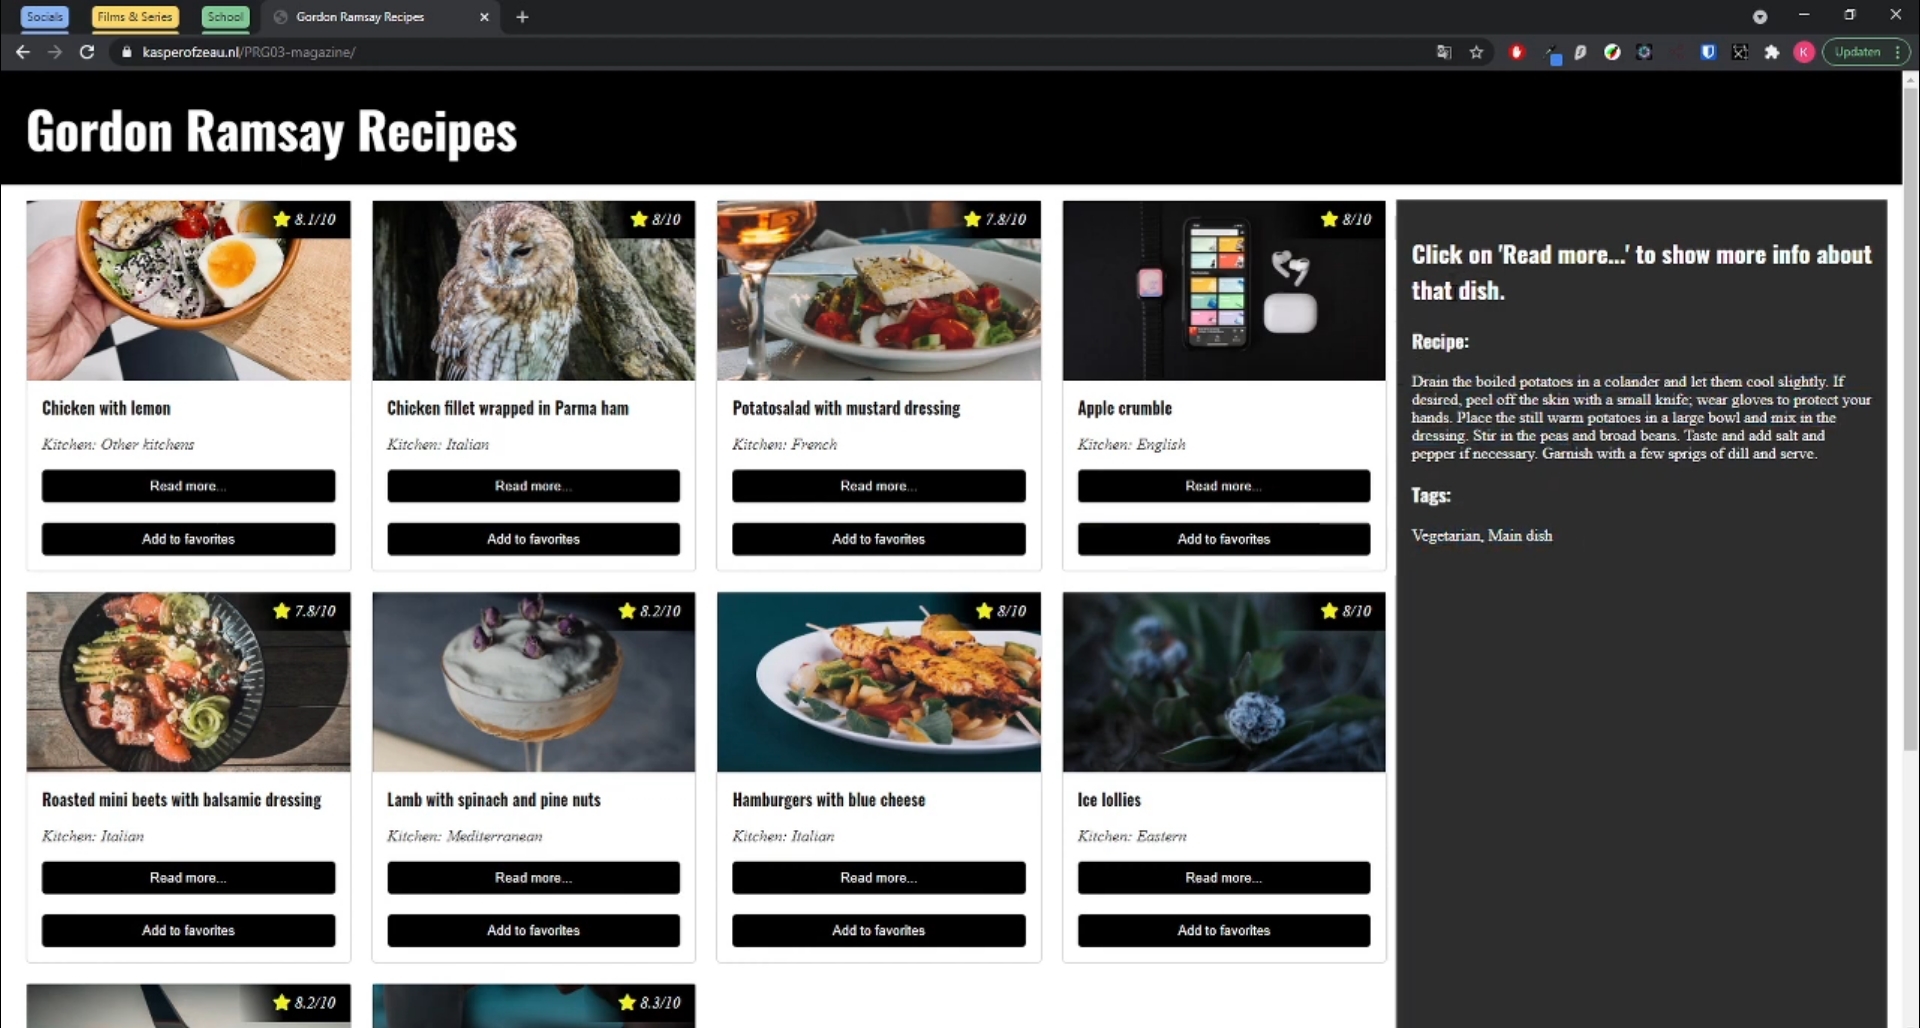 Socials
Films & Series
School
Gordon Ramsay Recipes
kasperofzeau.nl/PRG03-magazine/
K
Updaten
Gordon Ramsay Recipes
8.1/10
8/10
7.8/10
8/10
Chicken with lemon
Kitchen: Other kitchens
Read more...
Add to favorites
Chicken fillet wrapped in Parma ham
Kitchen: Italian
Read more...
Add to favorites
Potatosalad with mustard dressing
Kitchen: French
Read more...
Add to favorites
Apple crumble
Kitchen: English
Read more...
Add to favorites
7.8/10
8.2/10
8/10
8/10
Roasted mini beets with balsamic dressing
Kitchen: Italian
Read more...
Add to favorites
Lamb with spinach and pine nuts
Kitchen: Mediterranean
Read more...
Add to favorites
Hamburgers with blue cheese
Kitchen: Italian
Read more...
Add to favorites
Ice lollies
Kitchen: Eastern
Read more...
Add to favorites
8.2/10
8.3/10
Click on 'Read more...' to show more info about
that dish.
Recipe:
Drain the boiled potatoes in a colander and let them cool slightly. If
desired, peel off the skin with a small knife; wear gloves to protect your
hands. Place the still warm potatoes in a large bowl and mix in the
dressing. Stir in the peas and broad beans. Taste and add salt and
pepper if necessary. Garnish with a few sprigs of dill and serve.
Tags:
Vegetarian, Main dish